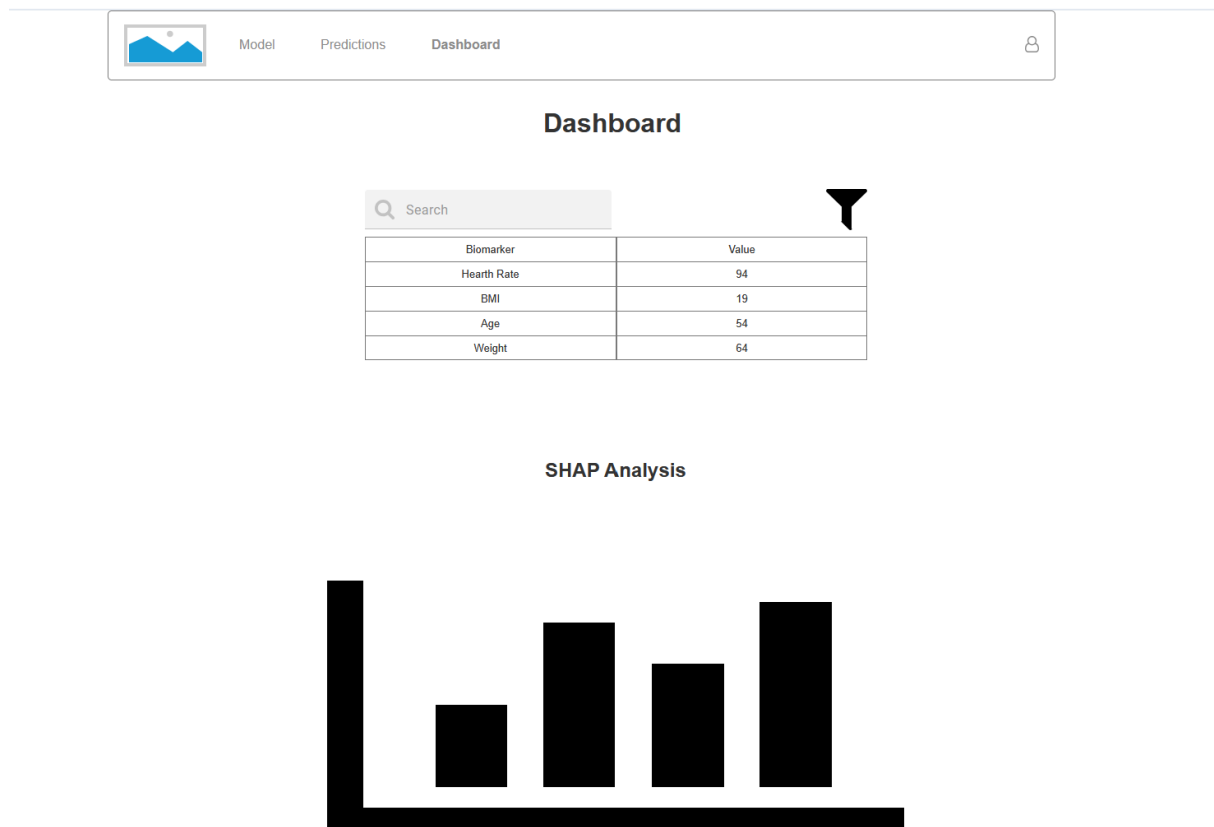 Model Predictions Dashboard
Dashboard
Search
Biomarker Value
Hearth Rate 94
BMI 19
Age 54
Weight 64
SHAP Analysis